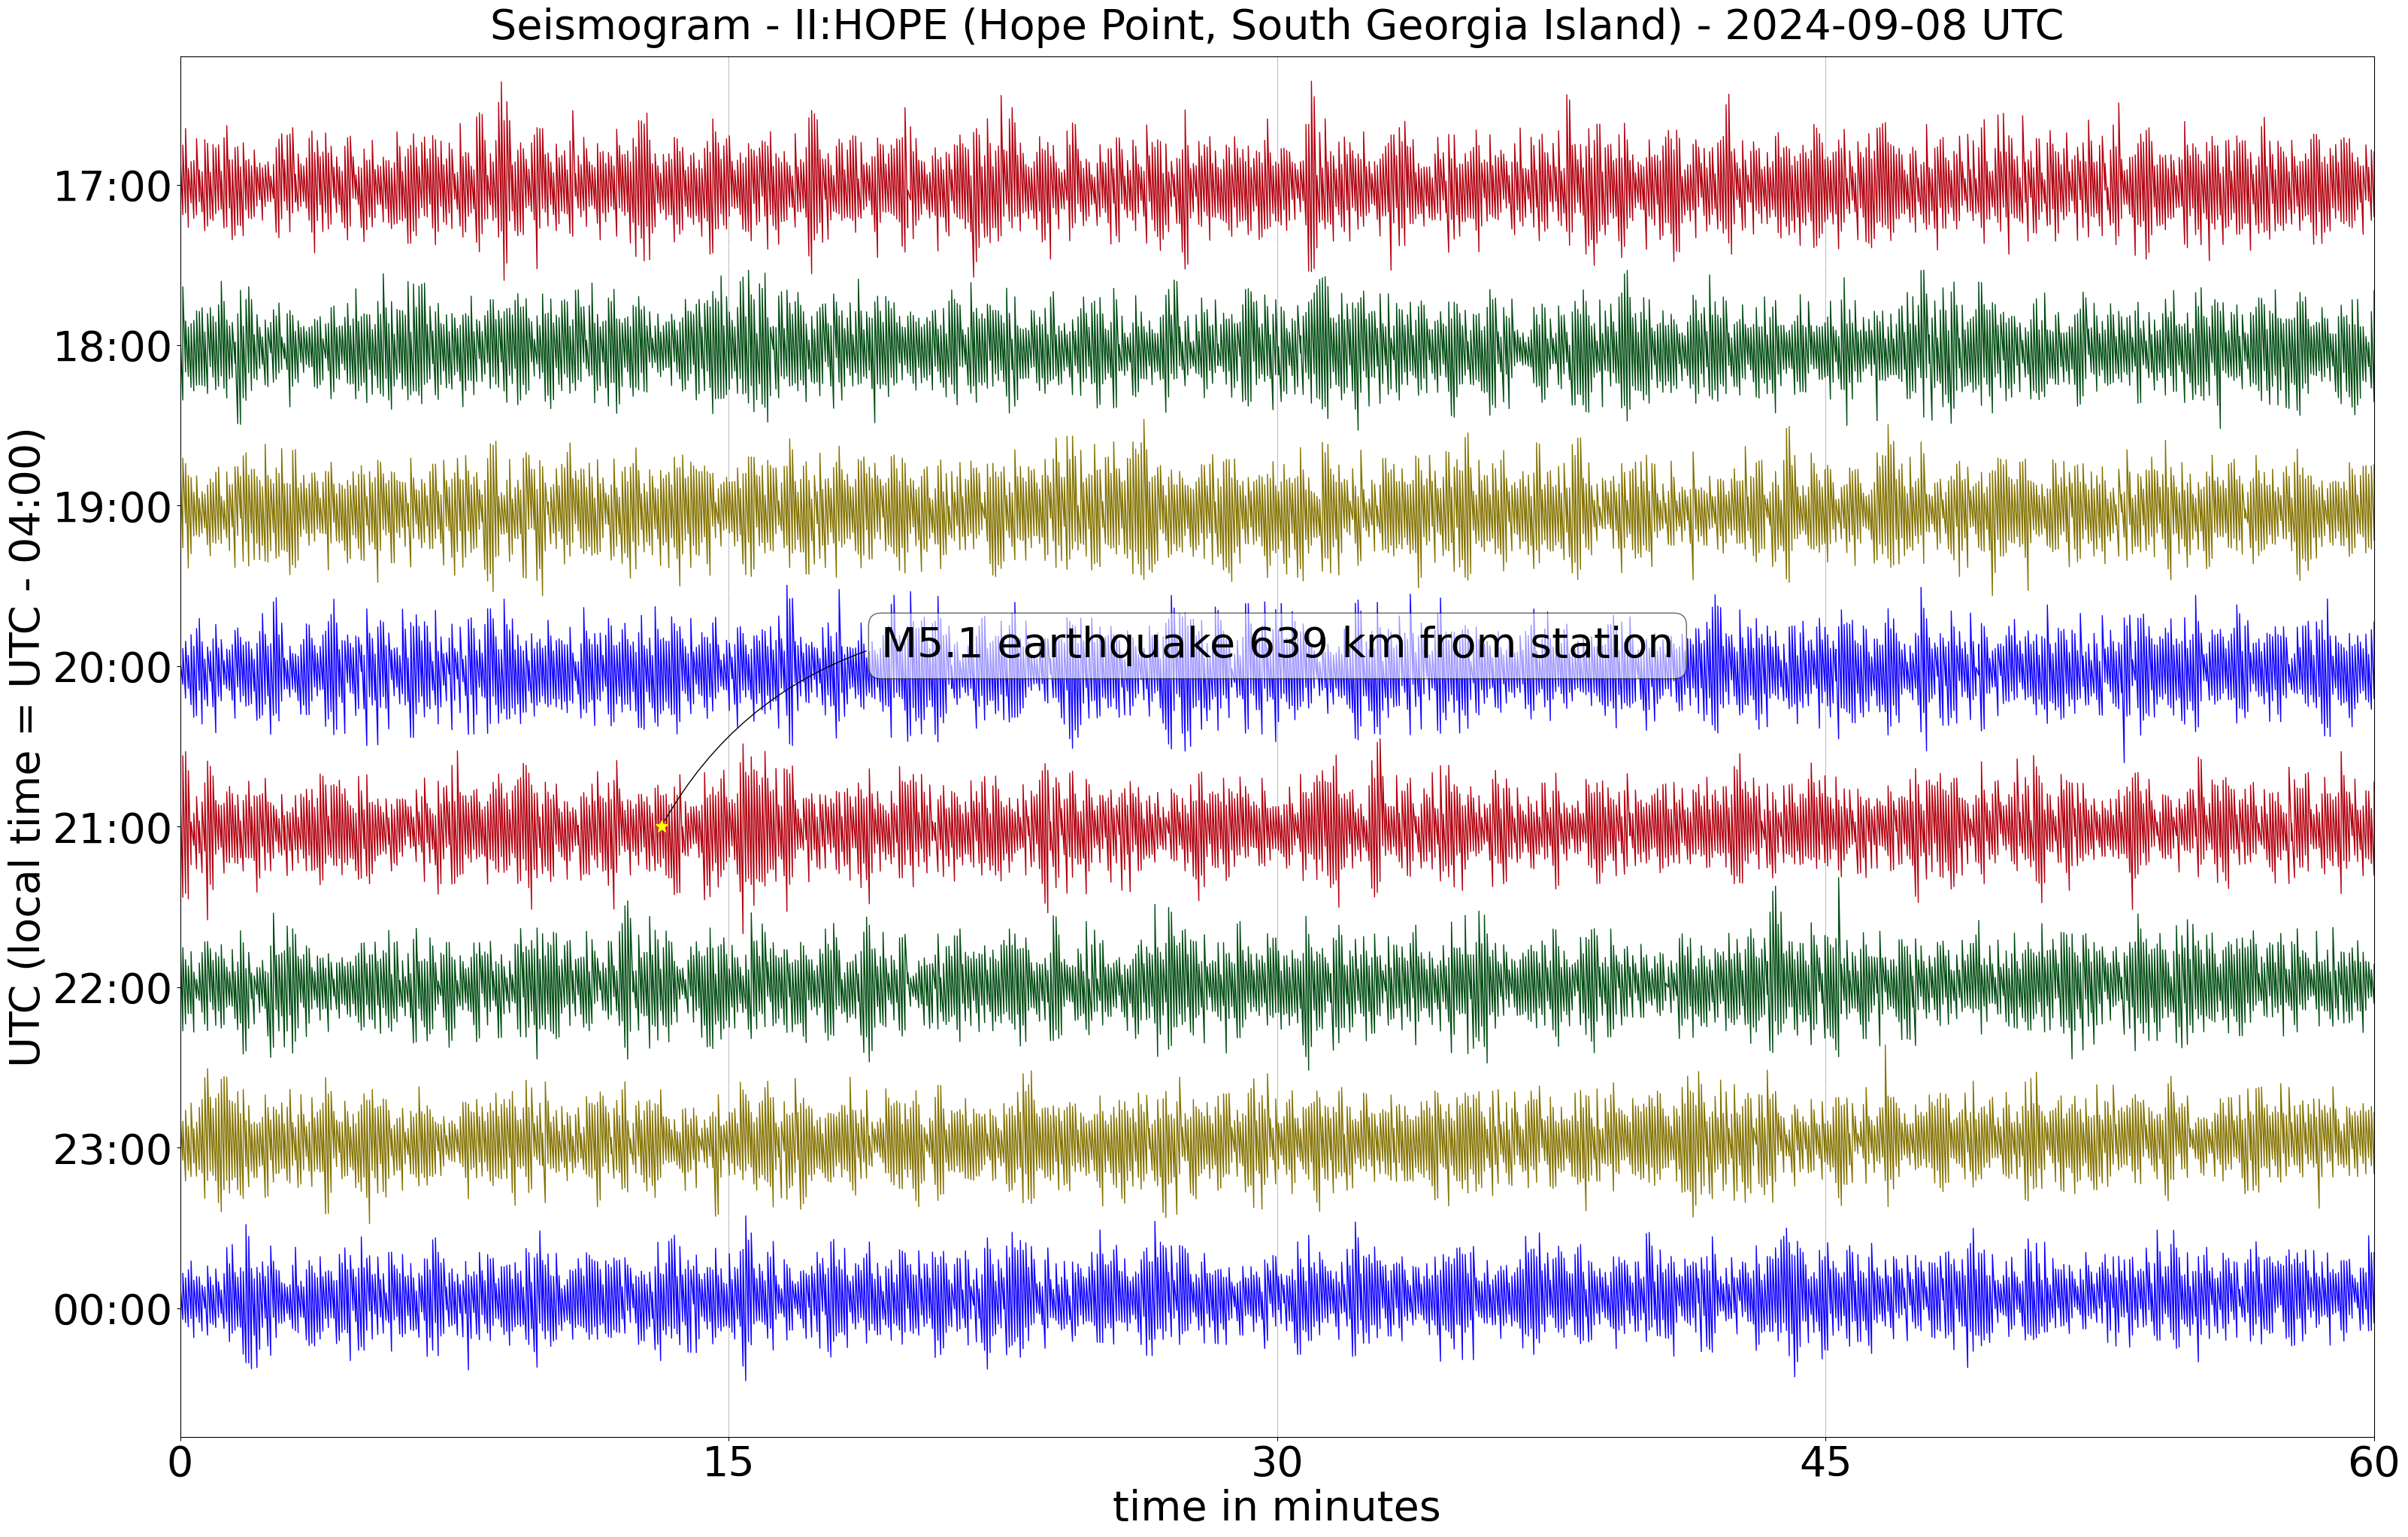 Seismogram - II:HOPE (Hope Point, South Georgia Island) - 2024-09-08 UTC
UTC (local time = UTC - 04:00)
17:00
18:00
19:00
20:00
M5.1 earthquake 639 km from station
21:00
22:00
23:00
00:00
0 15 30 45 60
time in minutes